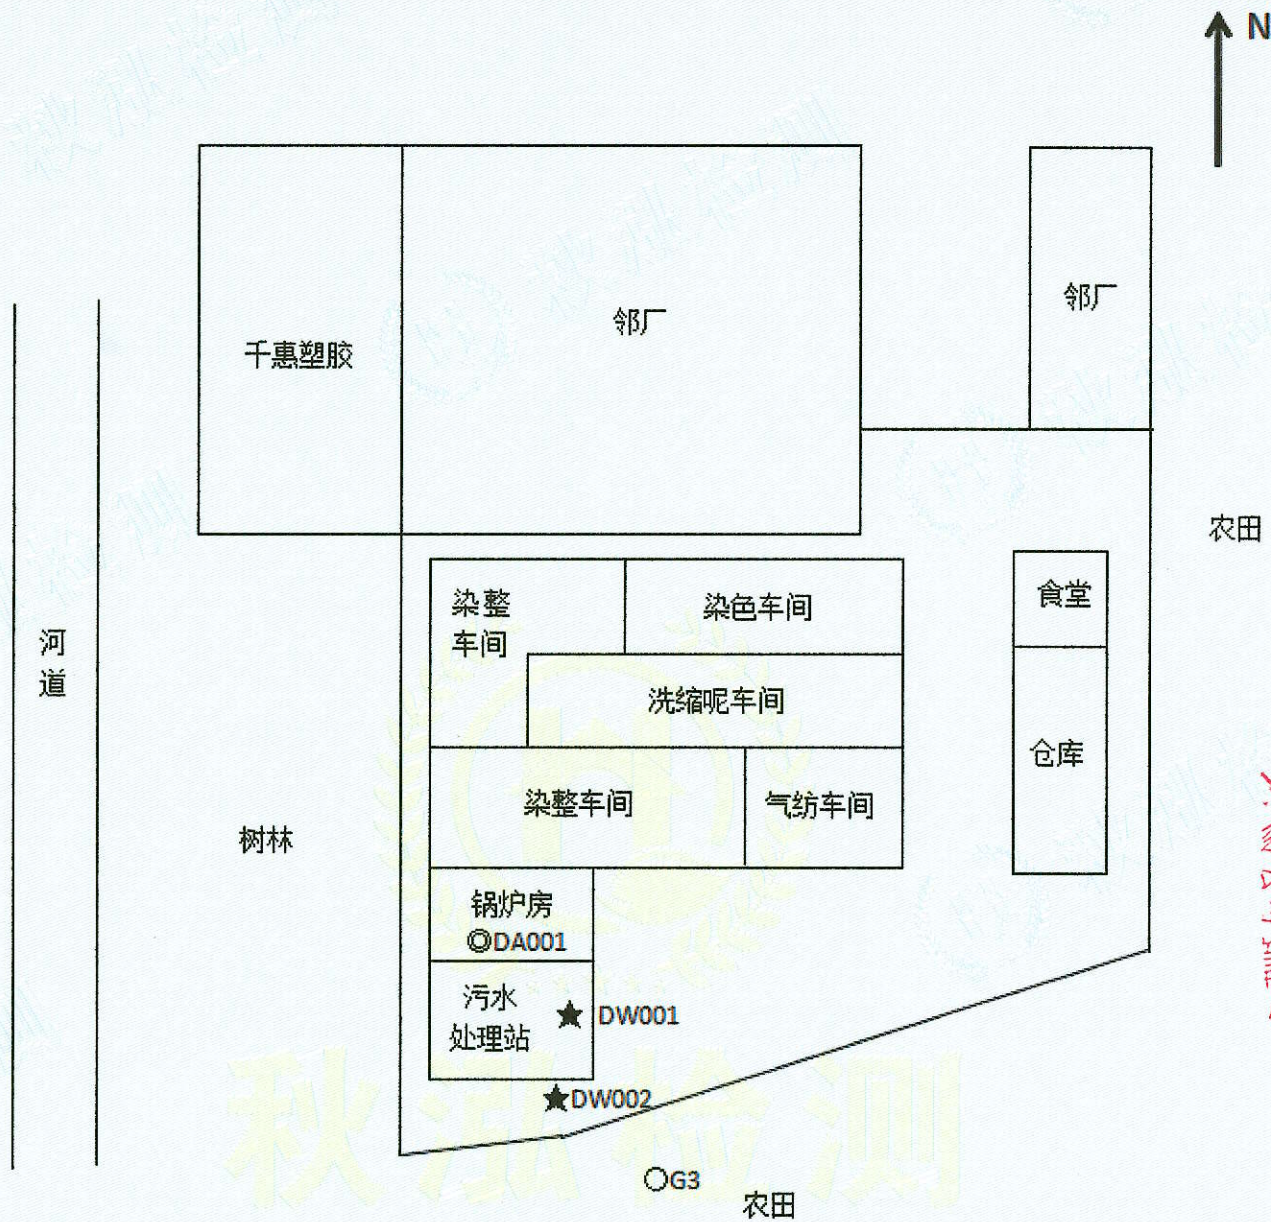 N
邻厂
邻厂
千惠塑胶
农田
染整
车间
染色车间
食堂
河
道
洗缩呢车间
仓库
染整车间
气纺车间
树林
锅炉房
DA001
污水
处理站
DW001
DW002
G3
农田
秋泓检测